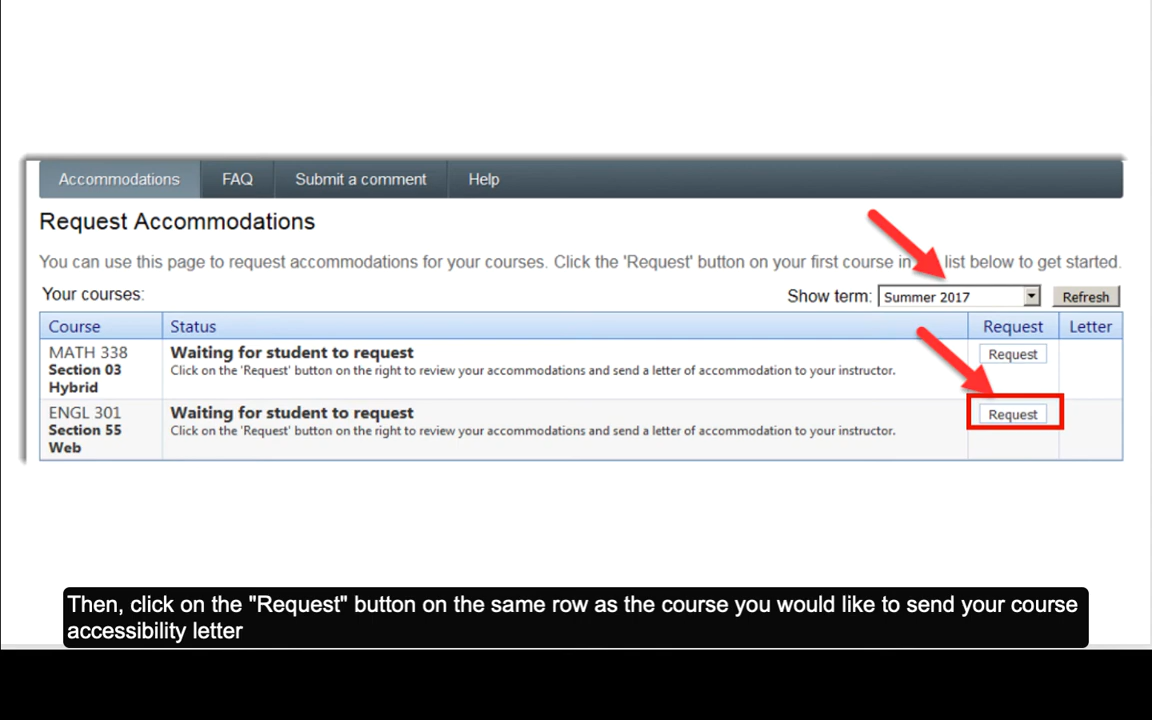 Accommodations FAQ Submit a comment Help
Request Accommodations
You can use this page to request accommodations for your courses. Click the 'Request' button on your first course in list below to get started.
Your courses: Show term: Summer 2017 Refresh
Course Status Request Letter
MATH 338 Waiting for student to request Request
Section 03 Click on the 'Request' button on the right to review your accommodations and send a letter of accommodation to your instructor.
Hybrid
ENGL 301 Waiting for student to request Request
Section 55 Click on the 'Request' button on the right to review your accommodations and send a letter of accommodation to your instructor.
Web
Then, click on the "Request" button on the same row as the course you would like to send your course
accessibility letter